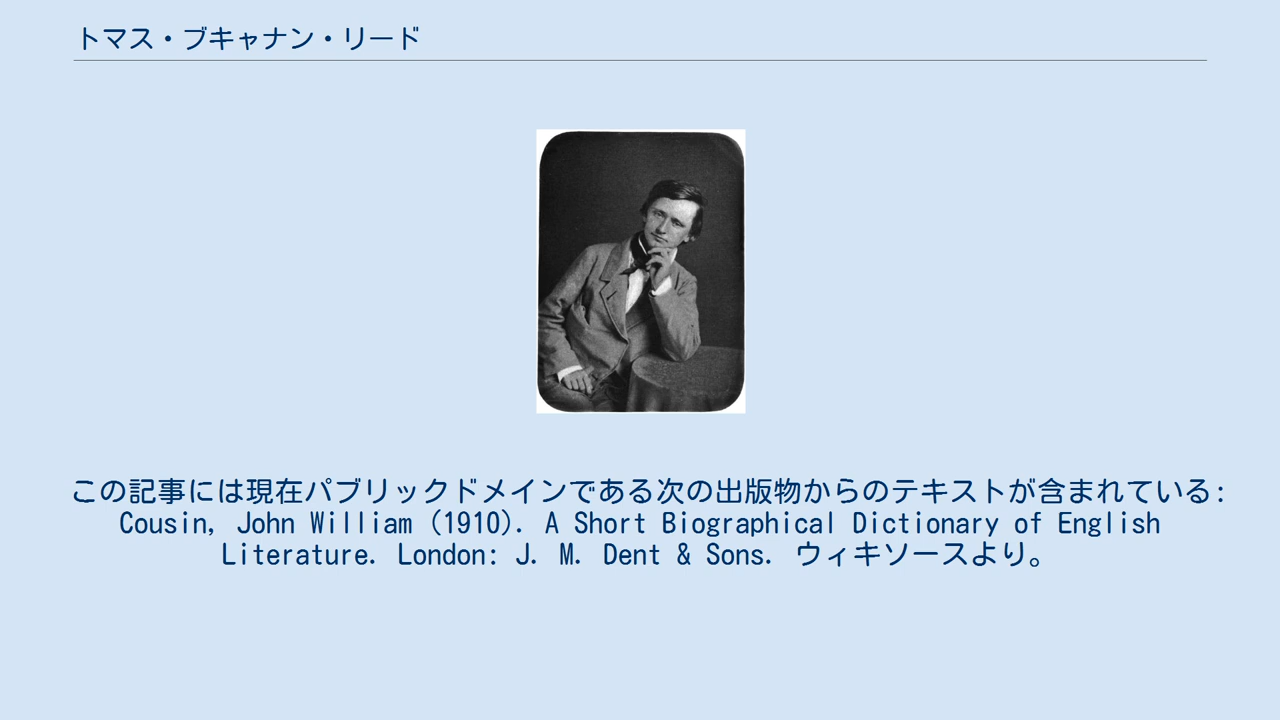 トマス・ブキャナン・リード
この記事には現在パブリックドメインである次の出版物からのテキストが含まれている:
Cousin, John William (1910). A Short Biographical Dictionary of English
Literature. London: J. M. Dent & Sons. ウィキソースより。